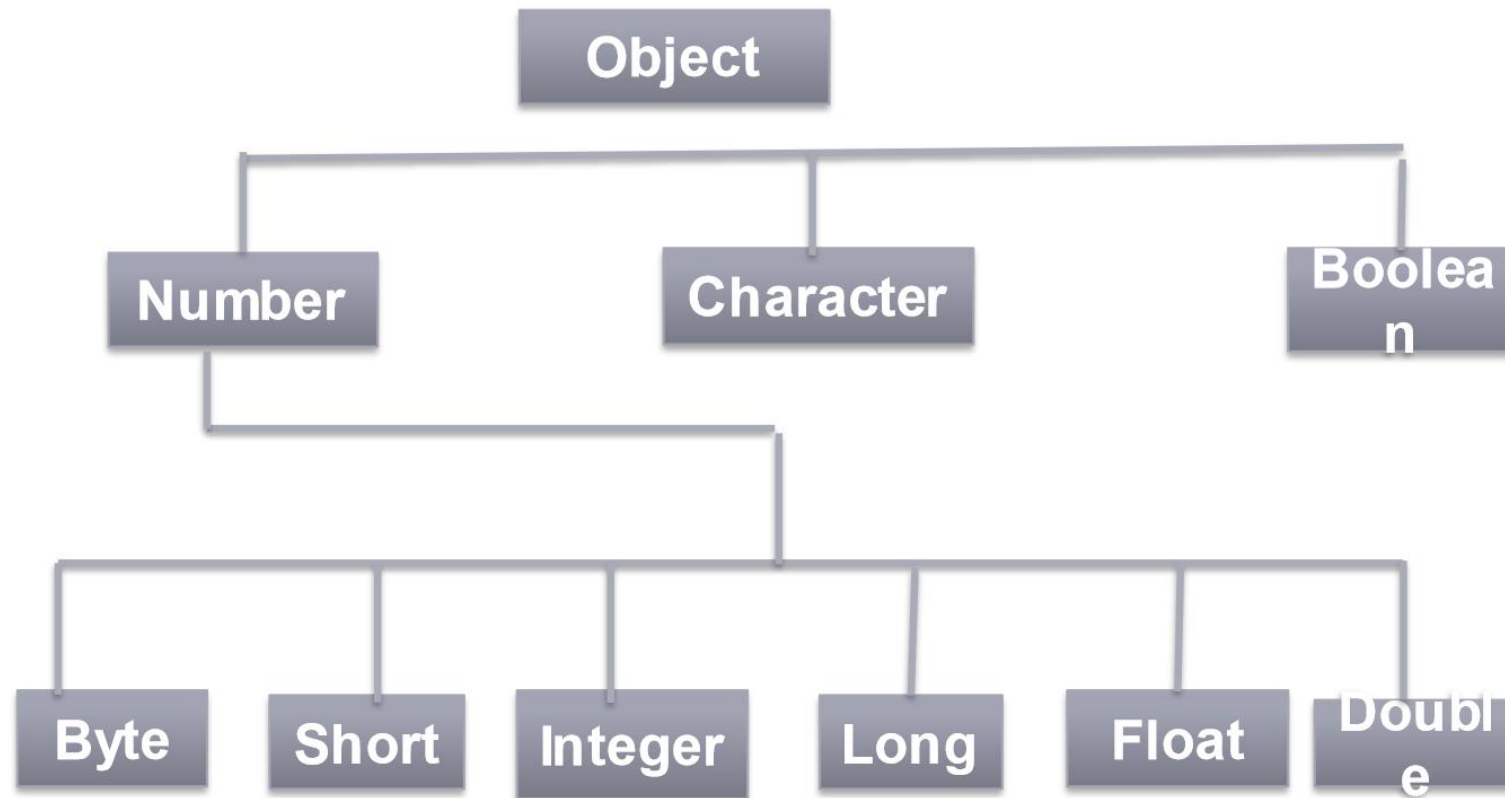 Object
Number
Character
Boolea
n
Byte
Short
Integer
Long
Float
Doubl
e